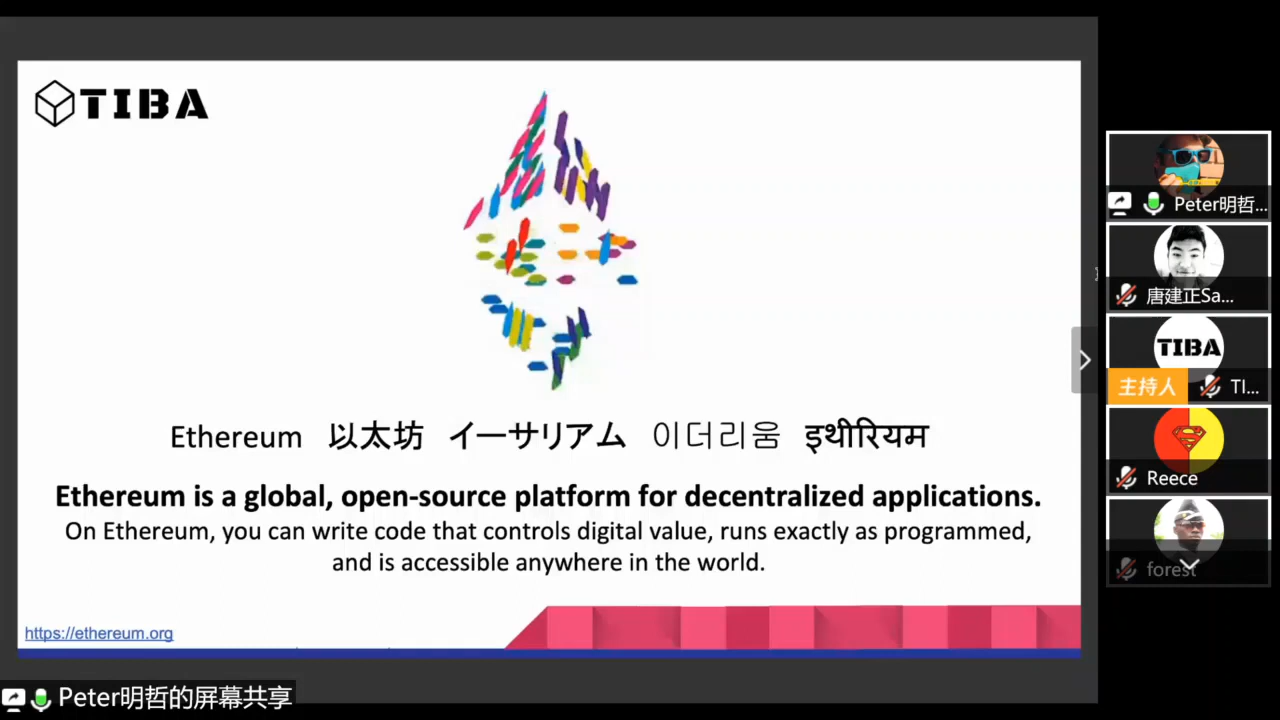 TIBA
Ethereum 以太坊 イーサリアム 이더리움 इथीरियम
Ethereum is a global, open-source platform for decentralized applications.
On Ethereum, you can write code that controls digital value, runs exactly as programmed,
and is accessible anywhere in the world.
https://ethereum.org
Peter明哲的屏幕共享
Peter明哲...
唐建正Sa...
TIBA
主持人 TI...
Reece
forest